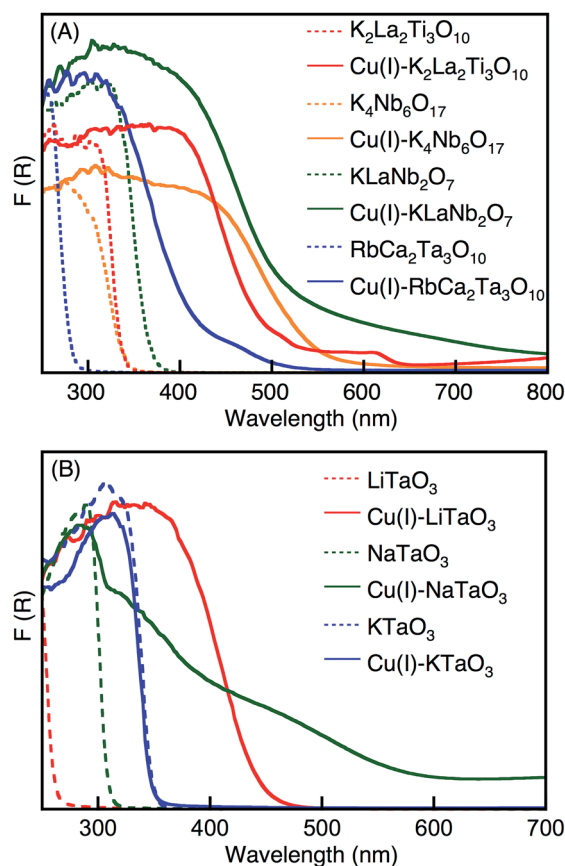 (A)
K₂La₂Ti₃O₁₀
Cu(I)-K₂La₂Ti₃O₁₀
K₄Nb₆O₁₇
Cu(I)-K₄Nb₆O₁₇
KLaNb₂O₇
Cu(I)-KLaNb₂O₇
RbCa₂Ta₃O₁₀
Cu(I)-RbCa₂Ta₃O₁₀
F (R)
300 400 500 600 700 800
Wavelength (nm)
(B)
LiTaO₃
Cu(I)-LiTaO₃
NaTaO₃
Cu(I)-NaTaO₃
KTaO₃
Cu(I)-KTaO₃
F (R)
300 400 500 600 700
Wavelength (nm)